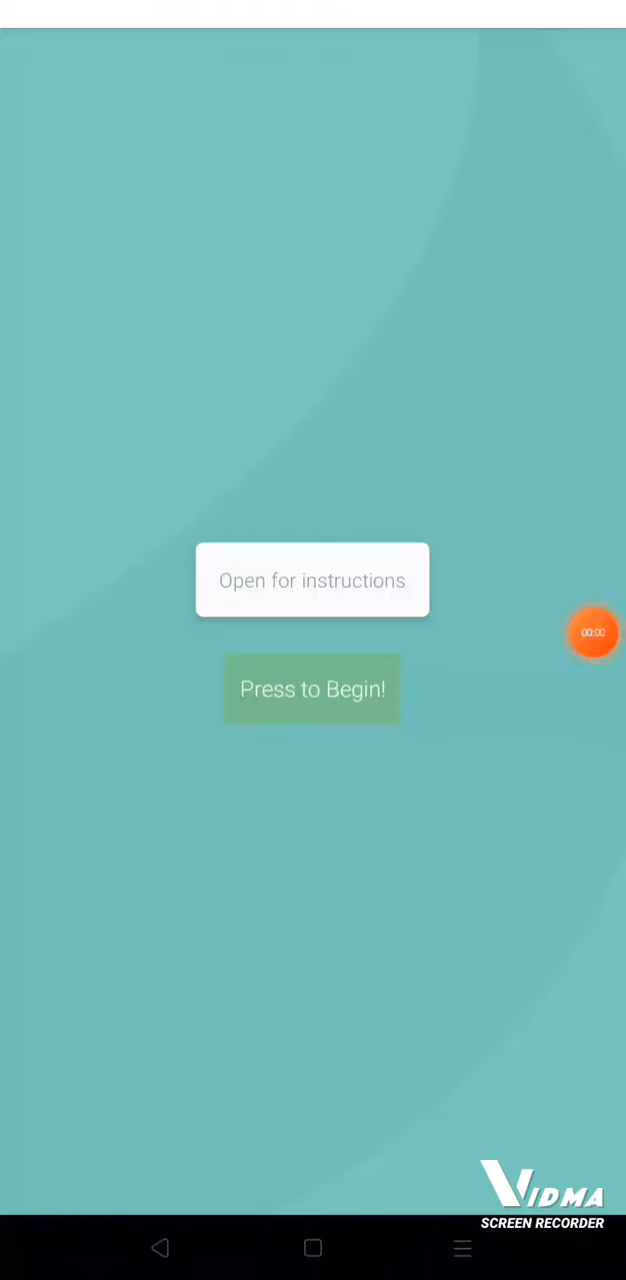 Open for instructions
00:00
Press to Begin!
VIDMA
SCREEN RECORDER